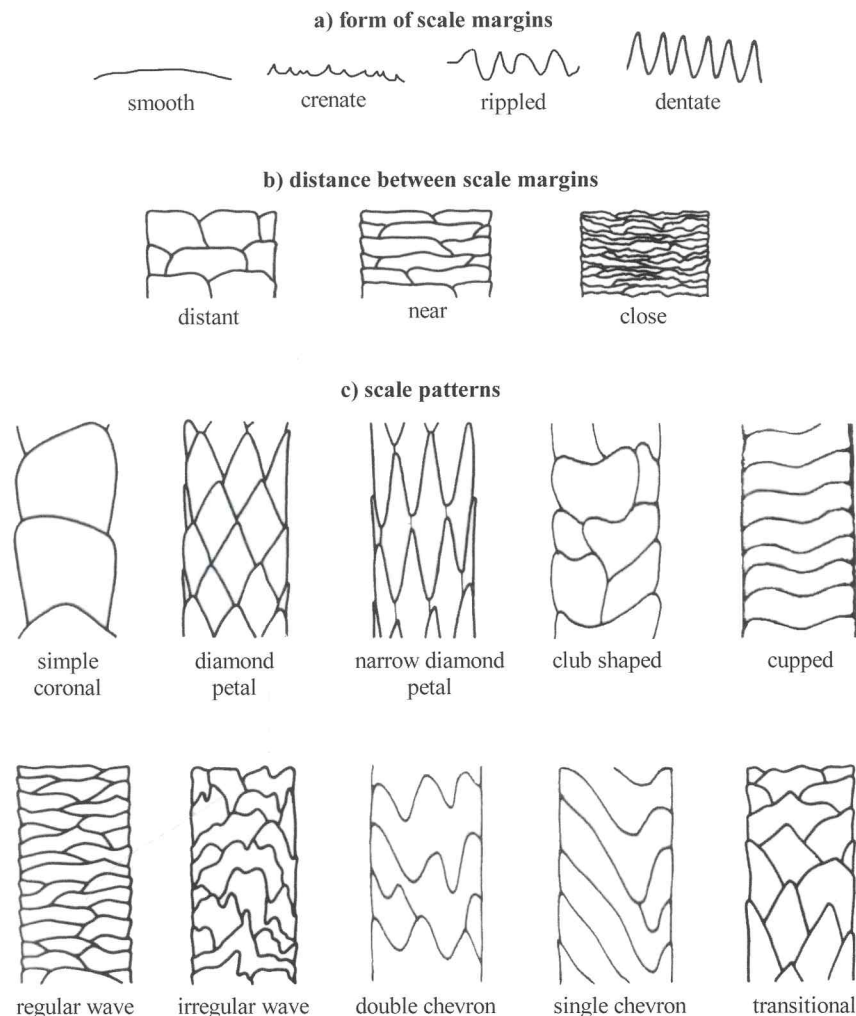 a) form of scale margins
smooth
crenate
rippled
dentate
b) distance between scale margins
distant
near
close
c) scale patterns
simple
coronal
diamond
petal
narrow diamond
petal
club shaped
cupped
regular wave
irregular wave
double chevron
single chevron
transitional